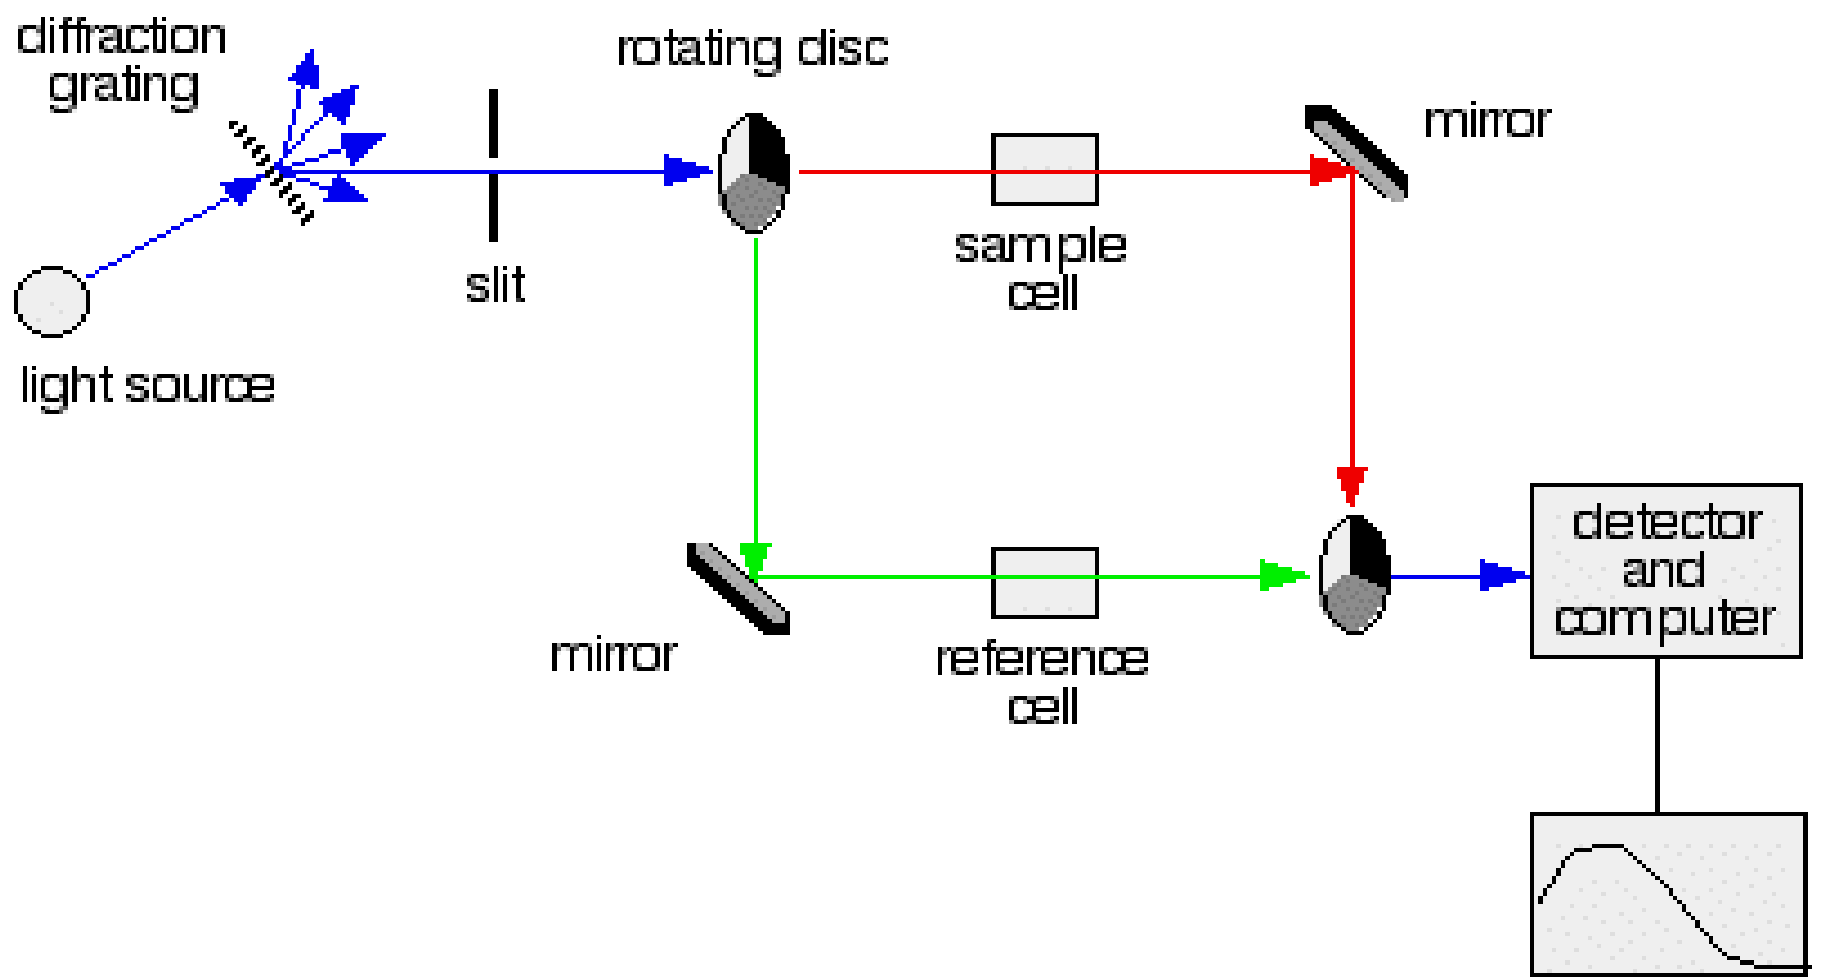 diffraction
grating
rotating disc
mirror
slit
sample
cell
light source
detector
and
computer
mirror
reference
cell